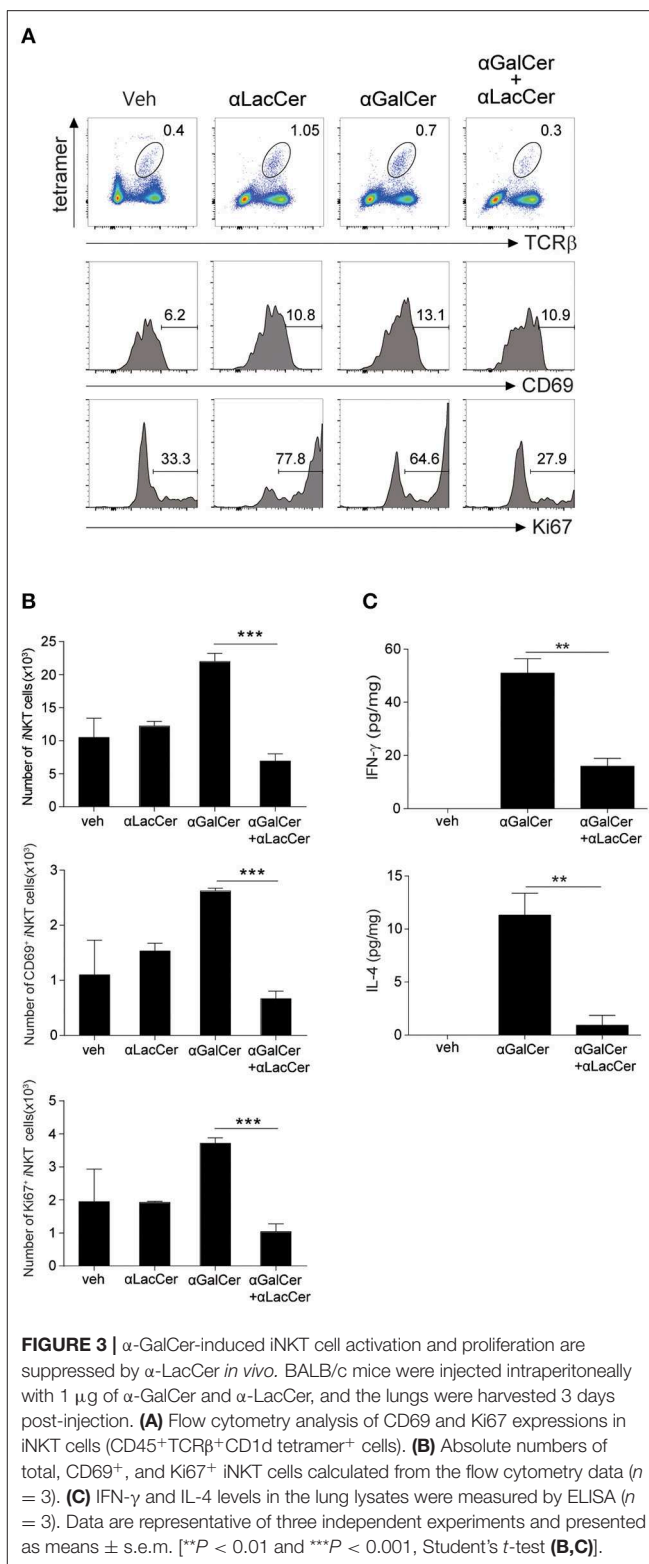 A
Veh
αLacCer
αGalCer
αGalCer
+
αLacCer
tetramer
0.4
1.05
0.7
0.3
TCRβ
6.2
10.8
13.1
10.9
CD69
33.3
77.8
64.6
27.9
Ki67
B
Number of iNKT cells(x10³)
25
20
15
10
5
0
***
veh
αLacCer
αGalCer
αGalCer
+αLacCer
Number of CD69⁺ iNKT cells(x10³)
3
2
1
0
***
veh
αLacCer
αGalCer
αGalCer
+αLacCer
Number of Ki67⁺ iNKT cells(x10³)
5
4
3
2
1
0
***
veh
αLacCer
αGalCer
αGalCer
+αLacCer
C
IFN-γ (pg/mg)
60
40
20
0
**
veh
αGalCer
αGalCer
+αLacCer
IL-4 (pg/mg)
15
10
5
0
**
veh
αGalCer
αGalCer
+αLacCer
FIGURE 3 | α-GalCer-induced iNKT cell activation and proliferation are
suppressed by α-LacCer in vivo. BALB/c mice were injected intraperitoneally
with 1 μg of α-GalCer and α-LacCer, and the lungs were harvested 3 days
post-injection. (A) Flow cytometry analysis of CD69 and Ki67 expressions in
iNKT cells (CD45⁺TCRβ⁺CD1d tetramer⁺ cells). (B) Absolute numbers of
total, CD69⁺, and Ki67⁺ iNKT cells calculated from the flow cytometry data (n
= 3). (C) IFN-γ and IL-4 levels in the lung lysates were measured by ELISA (n
= 3). Data are representative of three independent experiments and presented
as means ± s.e.m. [**P < 0.01 and ***P < 0.001, Student's t-test (B,C)].